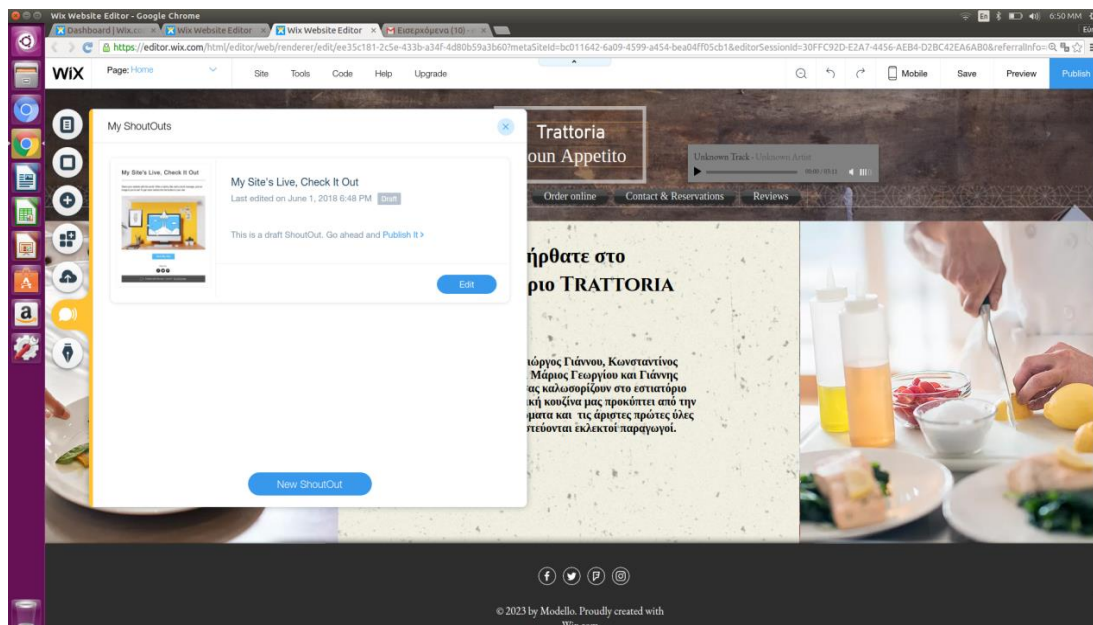 Wix Website Editor - Google Chrome
Dashboard | Wix.co
Wix Website Editor
Wix Website Editor
Εισερχόμενα (10) -
https://editor.wix.com/html/editor/web/renderer/edit/ee35c181-2c5e-433b-a34f-4d80b59a3b60?metaSiteId=bc011642-6a09-4599-a454-bea04ff05cb1&editorSessionId=30FFC92D-E2A7-4456-AEB4-D2BC42EA6AB0&referralInfo=
En
6:50 MM
WiX
Page: Home
Site Tools Code Help Upgrade
Mobile Save Preview Publish
My ShoutOuts
My Site's Live, Check It Out
My Site's Live, Check It Out
Last edited on June 1, 2018 6:48 PM Draft
This is a draft ShoutOut. Go ahead and Publish It >
Edit
New ShoutOut
Trattoria
oun Appetito
Unknown Track - Unknown Artist
Order online Contact & Reservations Reviews
ήρθατε στο
ριο TRATTORIA
ιώργος Γιάννου, Κωνσταντίνος
Μάριος Γεωργίου και Γιάννης
ας καλωσορίζουν στο εστιατόριο
ική κουζίνα μας προκύπτει από την
ματα και τις άριστες πρώτες ύλες
στεύονται εκλεκτοί παραγωγοί.
© 2023 by Modello. Proudly created with
Wix.com